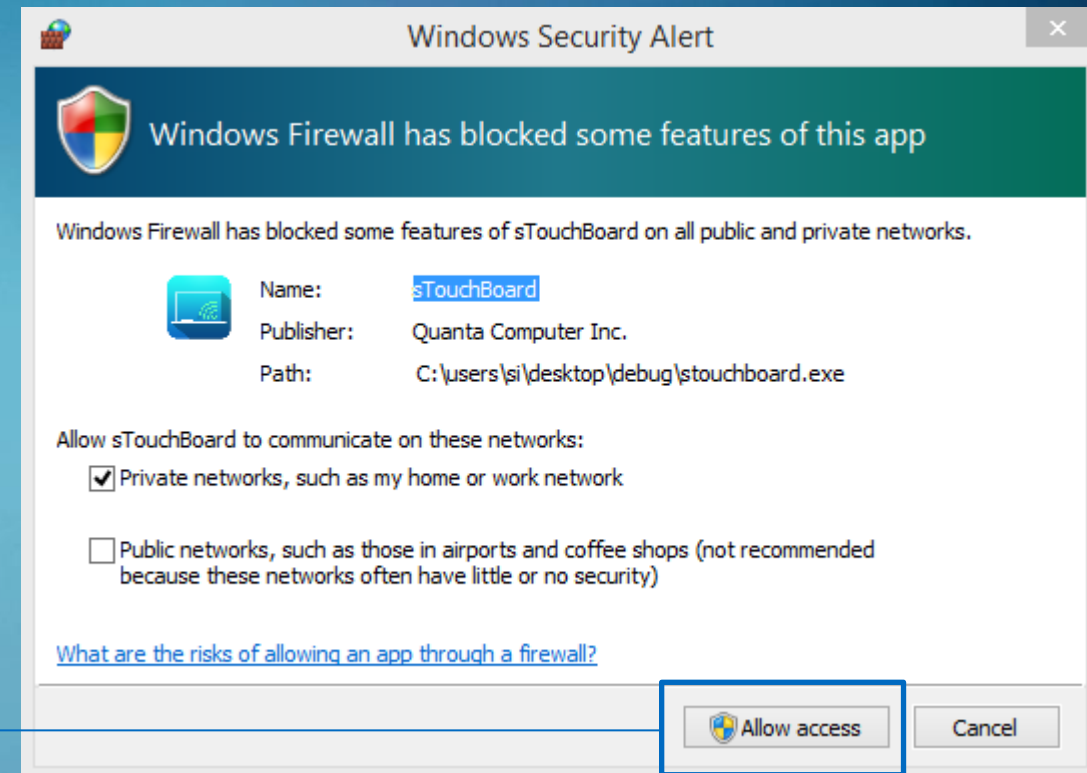 Windows Security Alert
Windows Firewall has blocked some features of this app
Windows Firewall has blocked some features of sTouchBoard on all public and private networks.
Name: sTouchBoard
Publisher: Quanta Computer Inc.
Path: C:\users\si\desktop\debug\stouchboard.exe
Allow sTouchBoard to communicate on these networks:
Private networks, such as my home or work network
Public networks, such as those in airports and coffee shops (not recommended
because these networks often have little or no security)
What are the risks of allowing an app through a firewall?
Allow access Cancel